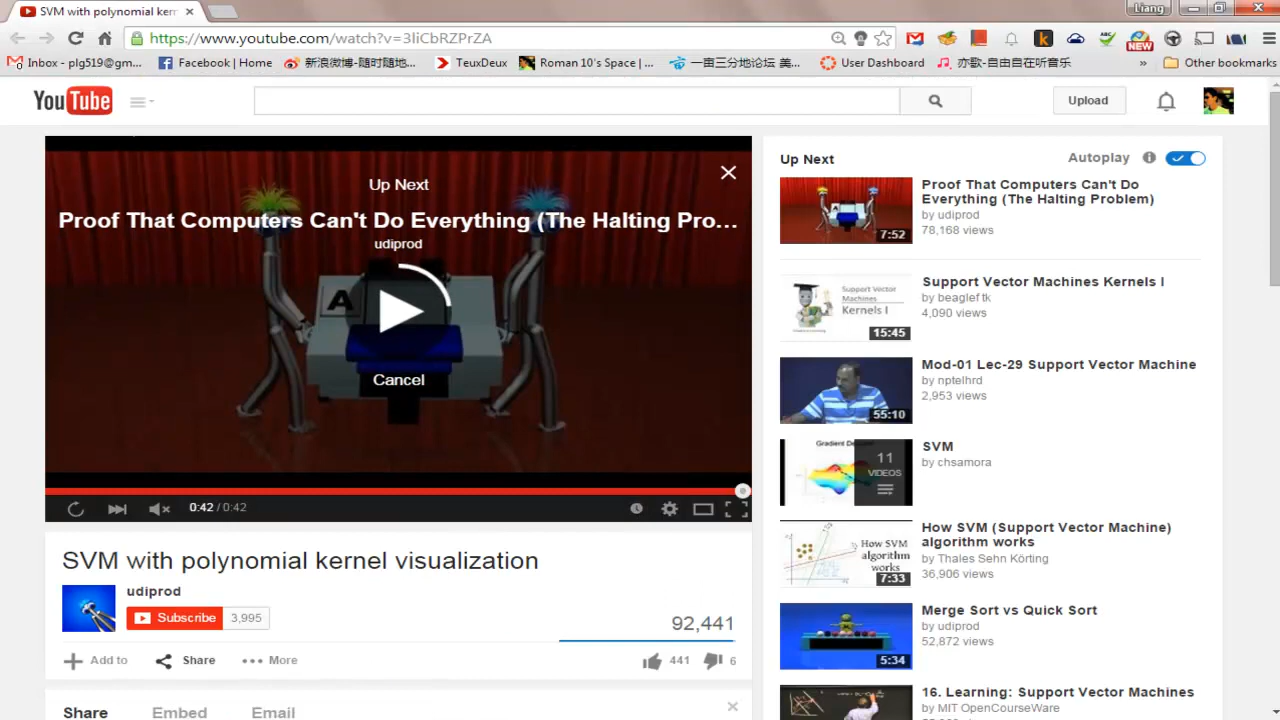 SVM with polynomial ker
Liang
https://www.youtube.com/watch?v=3liCbRZPrZA
NEW
Inbox - plg519@gm...
Facebook | Home
新浪微博-随时随地...
TeuxDeux
Roman 10's Space | ...
一亩三分地论坛 美...
User Dashboard
亦歌-自由自在听音乐
»
Other bookmarks
YouTube
Upload
Up Next
Proof That Computers Can't Do Everything (The Halting Pro...
udiprod
A
Cancel
0:42 / 0:42
SVM with polynomial kernel visualization
udiprod
Subscribe 3,995
92,441
Add to
Share
More
441
6
Share
Embed
Email
Up Next
Autoplay
Proof That Computers Can't Do
Everything (The Halting Problem)
by udiprod
78,168 views
7:52
Support Vector
Machines
Kernels I
15:45
Support Vector Machines Kernels I
by beaglef tk
4,090 views
Mod-01 Lec-29 Support Vector Machine
by nptelhrd
2,953 views
55:10
11
VIDEOS
SVM
by chsamora
How SVM
algorithm
works
7:33
How SVM (Support Vector Machine)
algorithm works
by Thales Sehn Körting
36,906 views
Merge Sort vs Quick Sort
by udiprod
52,872 views
5:34
16. Learning: Support Vector Machines
by MIT OpenCourseWare